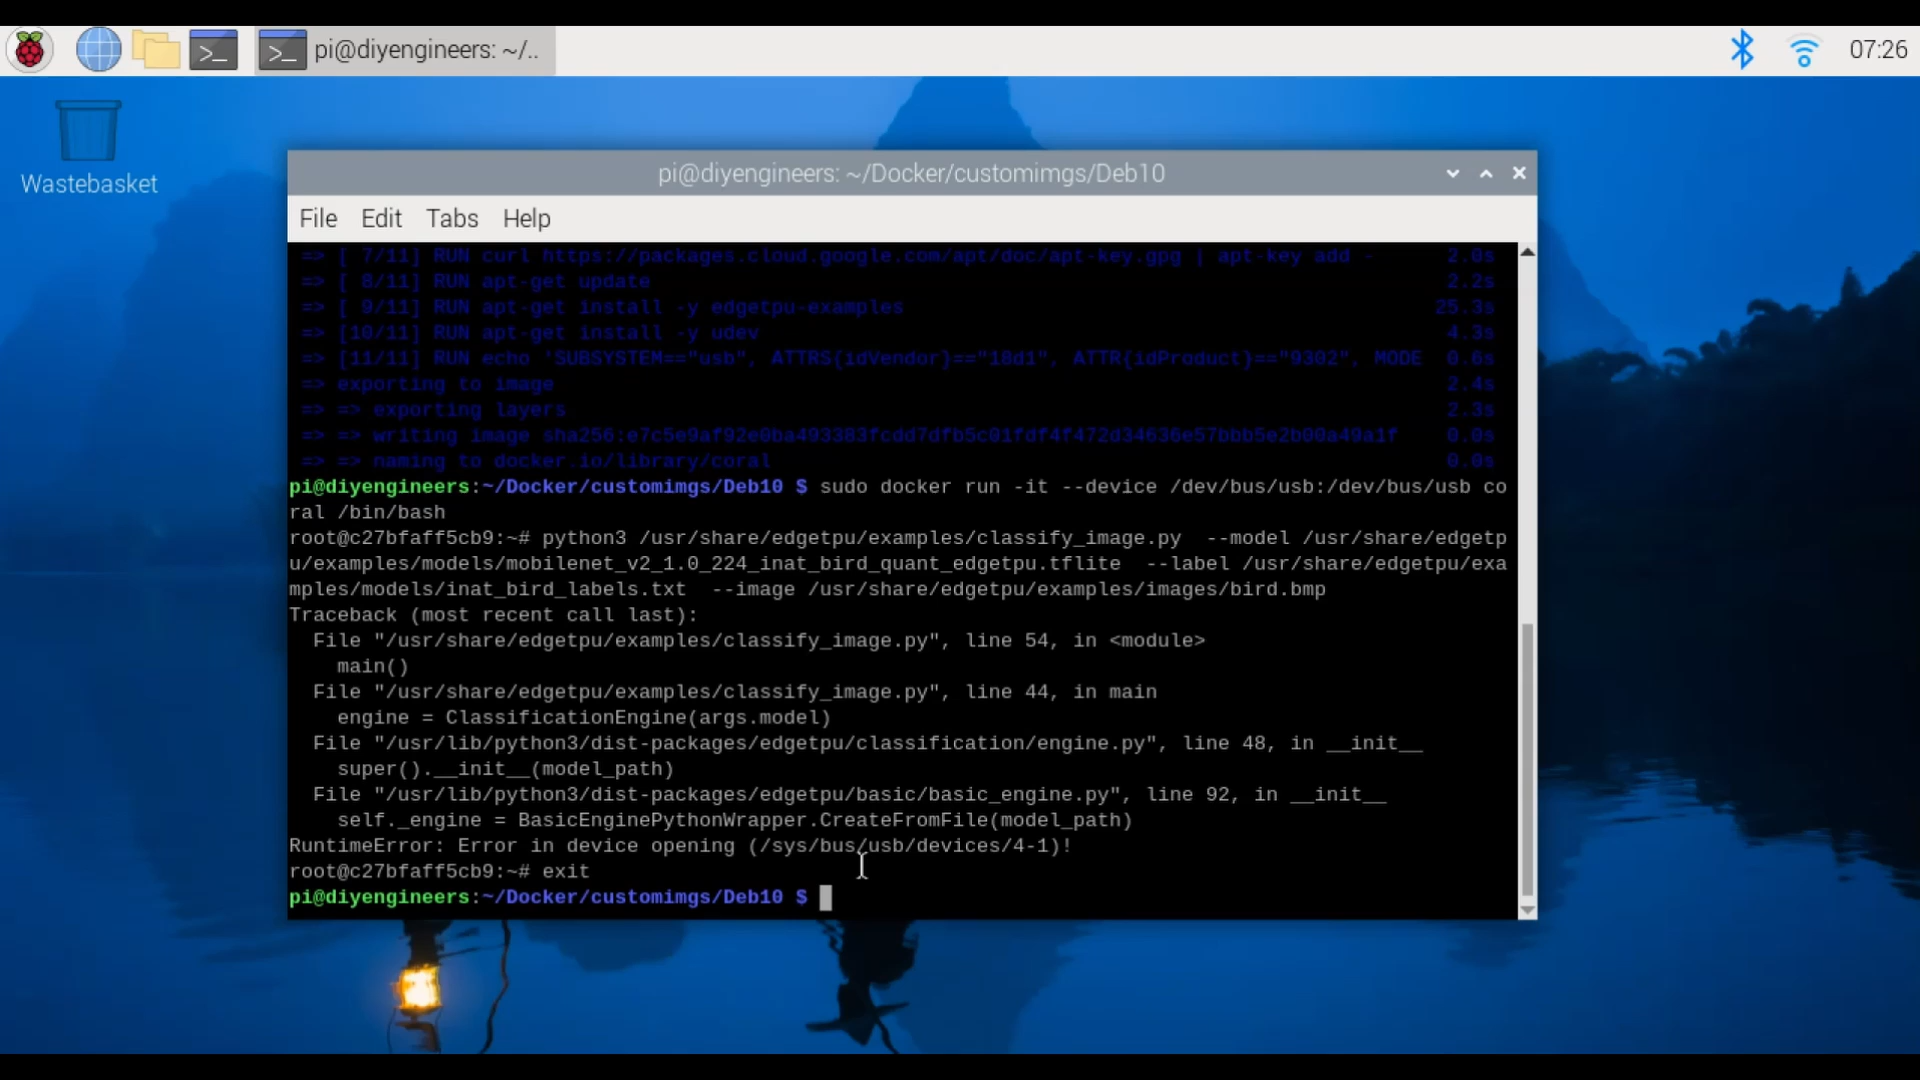 pi@diyengineers: ~/..
07:26
Wastebasket
pi@diyengineers: ~/Docker/customimgs/Deb10
File Edit Tabs Help
=> [ 7/11] RUN curl https://packages.cloud.google.com/apt/doc/apt-key.gpg | apt-key add - 2.0s
=> [ 8/11] RUN apt-get update 2.2s
=> [ 9/11] RUN apt-get install -y edgetpu-examples 25.3s
=> [10/11] RUN apt-get install -y udev 4.3s
=> [11/11] RUN echo 'SUBSYSTEM=="usb", ATTRS{idVendor}=="18d1", ATTR{idProduct}=="9302", MODE 0.6s
=> exporting to image 2.4s
=> => exporting layers 2.3s
=> => writing image sha256:e7c5e9af92e0ba493383fcdd7dfb5c01fdf4f472d34636e57bbb5e2b00a49a1f 0.0s
=> => naming to docker.io/library/coral 0.0s
pi@diyengineers:~/Docker/customimgs/Deb10 $ sudo docker run -it --device /dev/bus/usb:/dev/bus/usb co
ral /bin/bash
root@c27bfaff5cb9:~# python3 /usr/share/edgetpu/examples/classify_image.py --model /usr/share/edgetp
u/examples/models/mobilenet_v2_1.0_224_inat_bird_quant_edgetpu.tflite --label /usr/share/edgetpu/exa
mples/models/inat_bird_labels.txt --image /usr/share/edgetpu/examples/images/bird.bmp
Traceback (most recent call last):
File "/usr/share/edgetpu/examples/classify_image.py", line 54, in <module>
main()
File "/usr/share/edgetpu/examples/classify_image.py", line 44, in main
engine = ClassificationEngine(args.model)
File "/usr/lib/python3/dist-packages/edgetpu/classification/engine.py", line 48, in __init__
super().__init__(model_path)
File "/usr/lib/python3/dist-packages/edgetpu/basic/basic_engine.py", line 92, in __init__
self._engine = BasicEnginePythonWrapper.CreateFromFile(model_path)
RuntimeError: Error in device opening (/sys/bus/usb/devices/4-1)!
root@c27bfaff5cb9:~# exit
pi@diyengineers:~/Docker/customimgs/Deb10 $